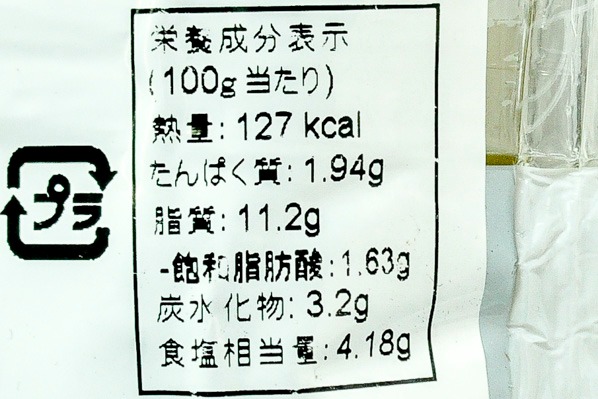 栄養成分表示
(100g当たり)
熱量: 127 kcal
たんぱく質: 1.94g
脂質: 11.2g
-飽和脂肪酸: 1.63g
炭水化物: 3.2g
食塩相当量: 4.18g
プラ